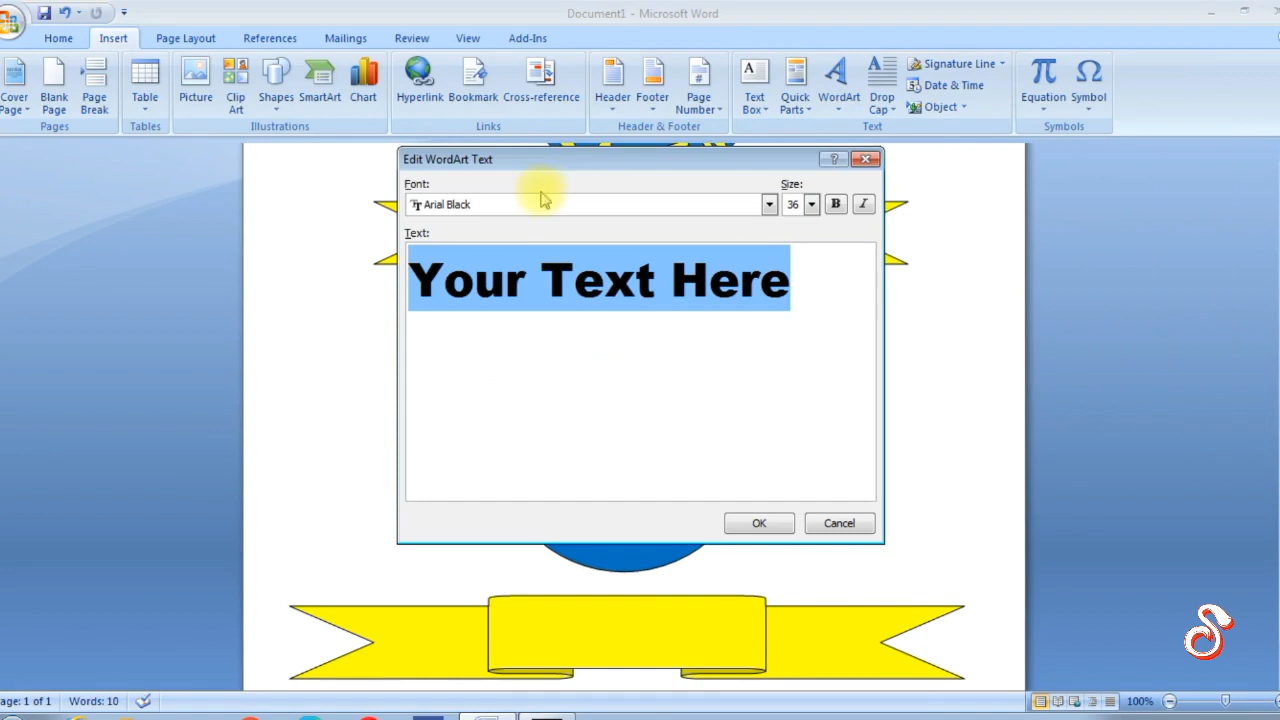 Document1 - Microsoft Word
Home Insert Page Layout References Mailings Review View Add-Ins
Cover Page Blank Page Page Break Table Picture Clip Art Shapes SmartArt Chart Hyperlink Bookmark Cross-reference Header Footer Page Number Text Box Quick Parts WordArt Drop Cap Signature Line Date & Time Object Equation Symbol
Pages Tables Illustrations Links Header & Footer Text Symbols
Edit WordArt Text
Font: Size:
Arial Black 36 B I
Text:
Your Text Here
OK Cancel
age: 1 of 1 Words: 10 100%